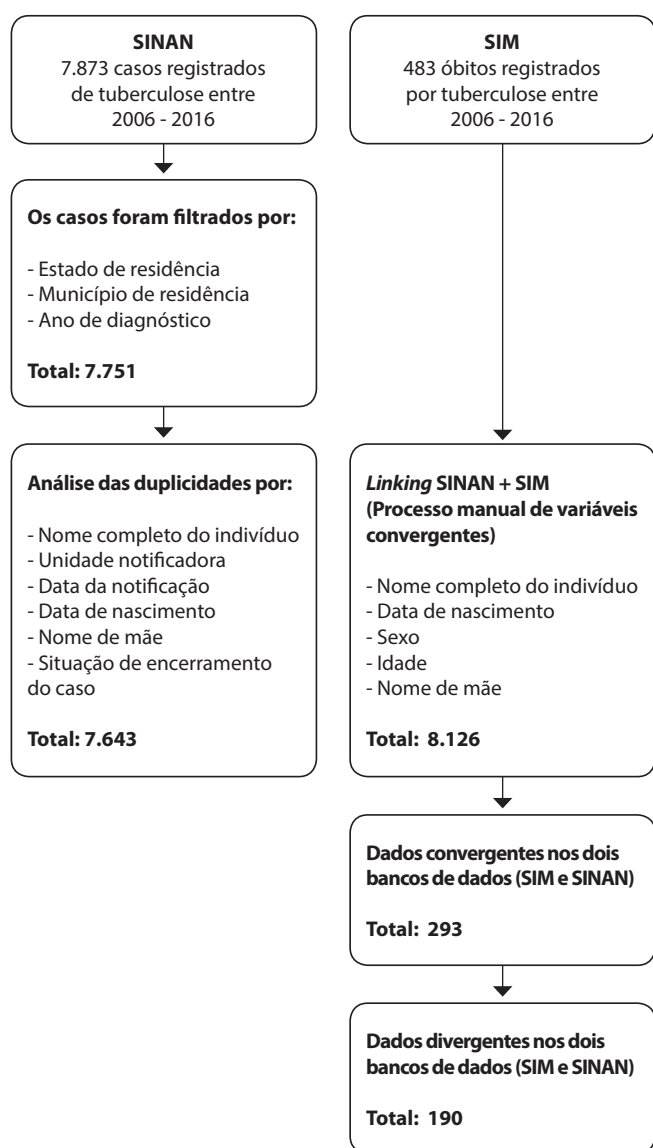 SINAN
7.873 casos registrados
de tuberculose entre
2006 - 2016
SIM
483 óbitos registrados
por tuberculose entre
2006 - 2016
Os casos foram filtrados por:
- Estado de residência
- Município de residência
- Ano de diagnóstico
Total: 7.751
Análise das duplicidades por:
- Nome completo do indivíduo
- Unidade notificadora
- Data da notificação
- Data de nascimento
- Nome de mãe
- Situação de encerramento
do caso
Total: 7.643
Linking SINAN + SIM
(Processo manual de variáveis
convergentes)
- Nome completo do indivíduo
- Data de nascimento
- Sexo
- Idade
- Nome de mãe
Total: 8.126
Dados convergentes nos dois
bancos de dados (SIM e SINAN)
Total: 293
Dados divergentes nos dois
bancos de dados (SIM e SINAN)
Total: 190